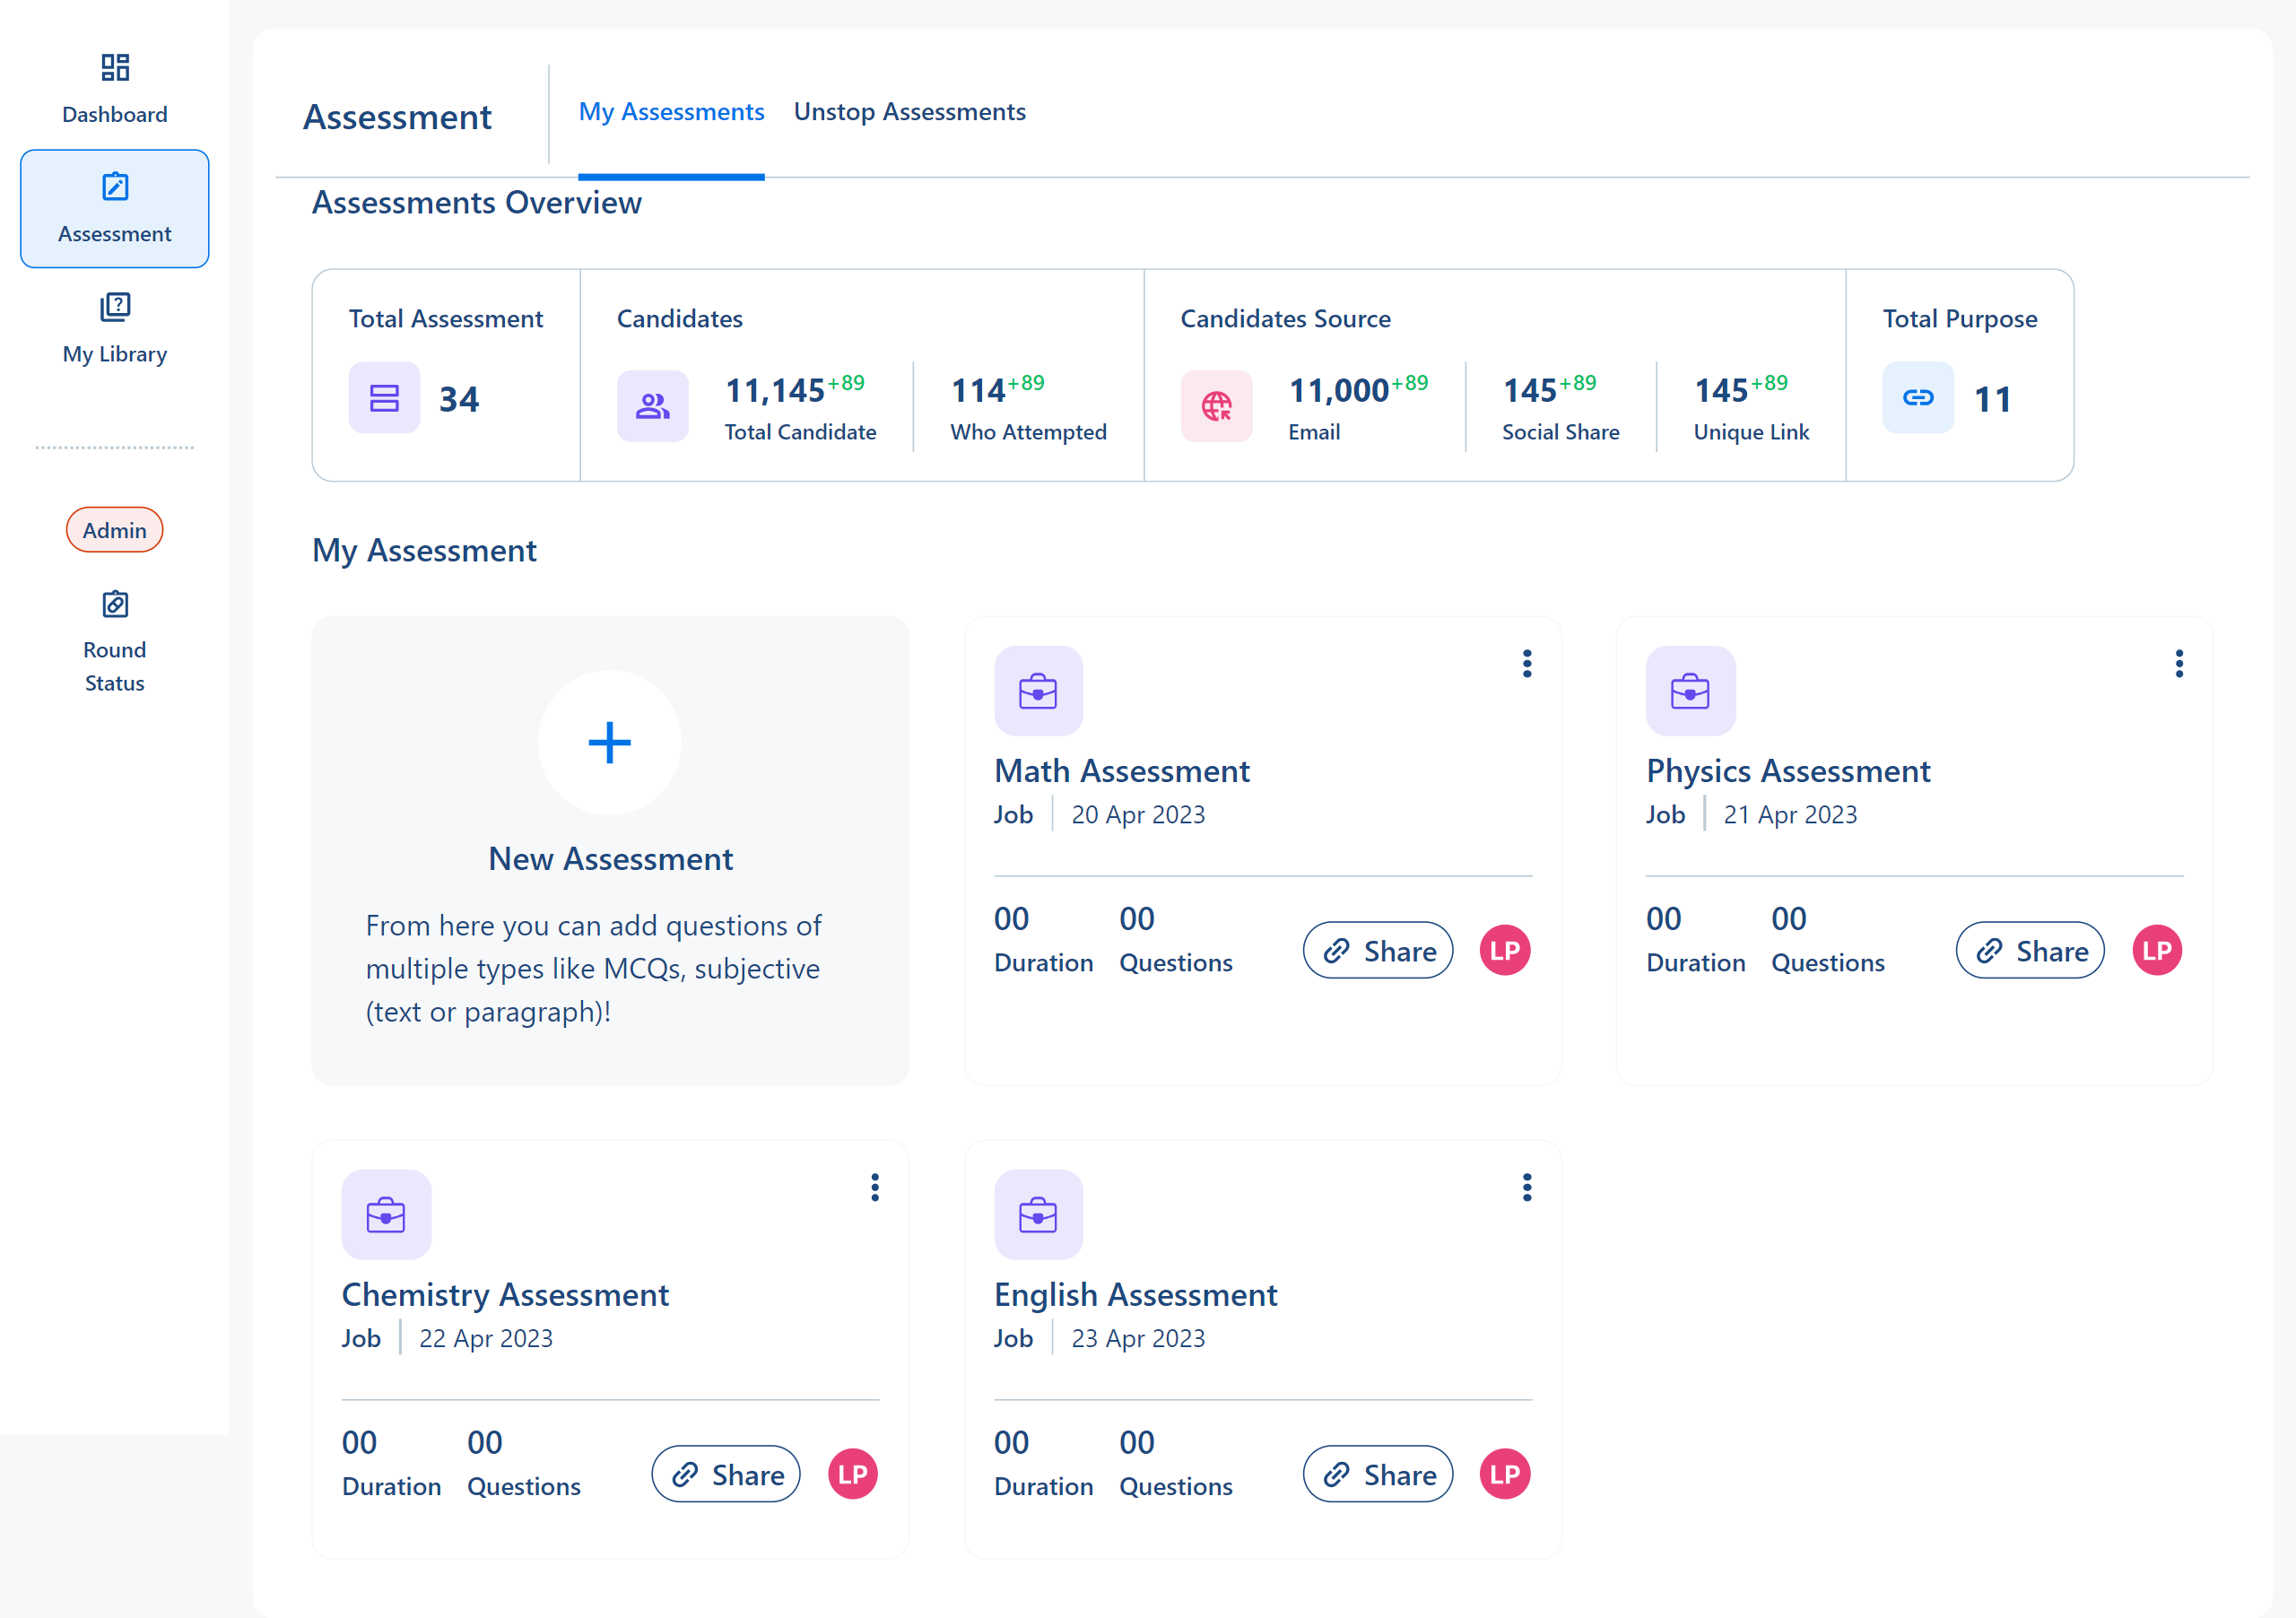 Dashboard
Assessment
My Library
Admin
Round
Status
Assessment
My Assessments
Unstop Assessments
Assessments Overview
Total Assessment
34
Candidates
11,145+89
Total Candidate
114+89
Who Attempted
Candidates Source
11,000+89
Email
145+89
Social Share
145+89
Unique Link
Total Purpose
11
My Assessment
New Assessment
From here you can add questions of
multiple types like MCQs, subjective
(text or paragraph)!
Math Assessment
Job 20 Apr 2023
00 00
Duration Questions
Share LP
Physics Assessment
Job 21 Apr 2023
00 00
Duration Questions
Share LP
Chemistry Assessment
Job 22 Apr 2023
00 00
Duration Questions
Share LP
English Assessment
Job 23 Apr 2023
00 00
Duration Questions
Share LP